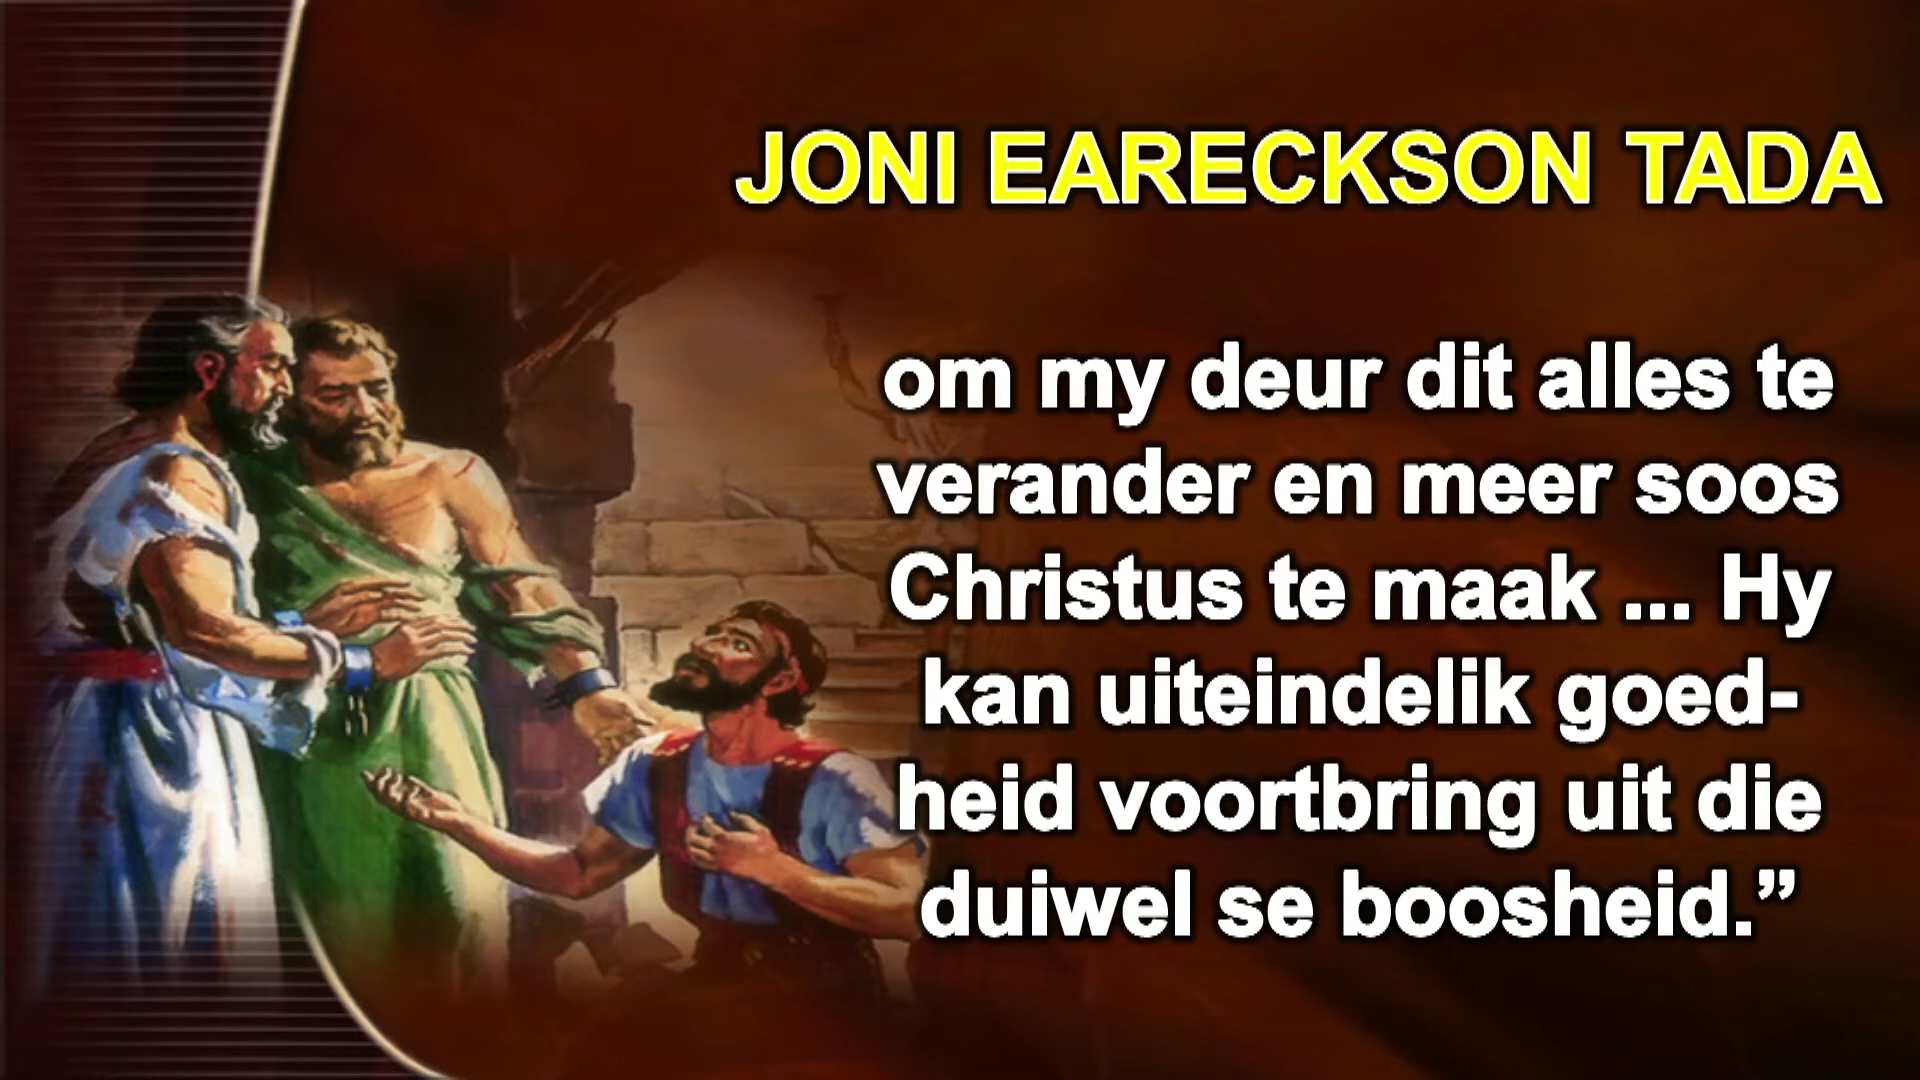 JONI EARECKSON TADA
om my deur dit alles te
verander en meer soos
Christus te maak ... Hy
kan uiteindelik goed-
heid voortbring uit die
duiwel se boosheid.”